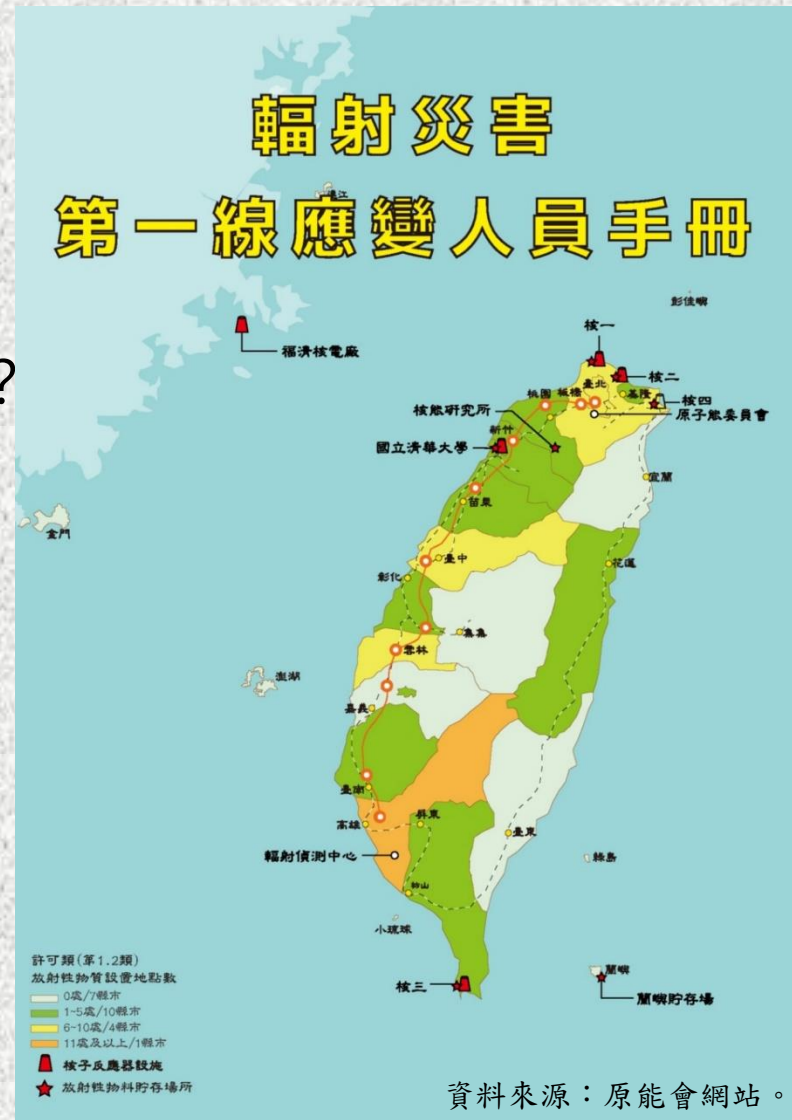 輻射災害
第一線應變人員手冊
?
連江
彭佳嶼
福清核電廠
核一
核二
臺北
基隆
板橋
桃園
核四
原子能委員會
核能研究所
新竹
國立清華大學
宜蘭
苗栗
金門
臺中
花蓮
彰化
集集
雲林
澎湖
嘉義
臺南
屏東
高雄
臺東
輻射偵測中心
綠島
枋山
小琉球
核三
蘭嶼
蘭嶼貯存場
許可類(第1.2類)
放射性物質設置地點數
0處/7縣市
1-5處/10縣市
6-10處/4縣市
11處及以上/1縣市
核子反應器設施
放射性物料貯存場所
資料來源：原能會網站。